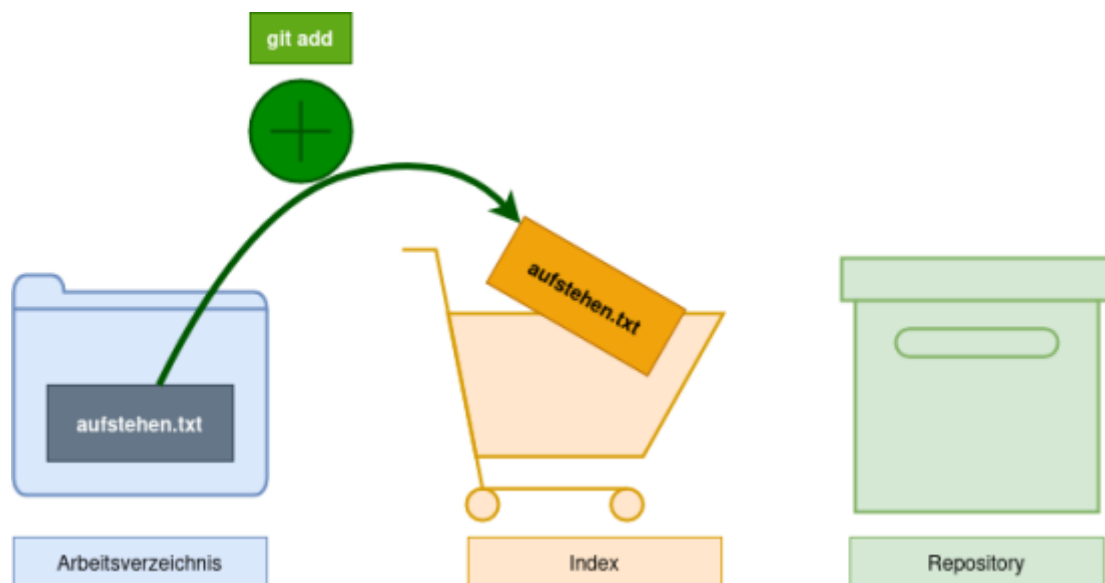 git add
aufstehen.txt
aufstehen.txt
Arbeitsverzeichnis
Index
Repository